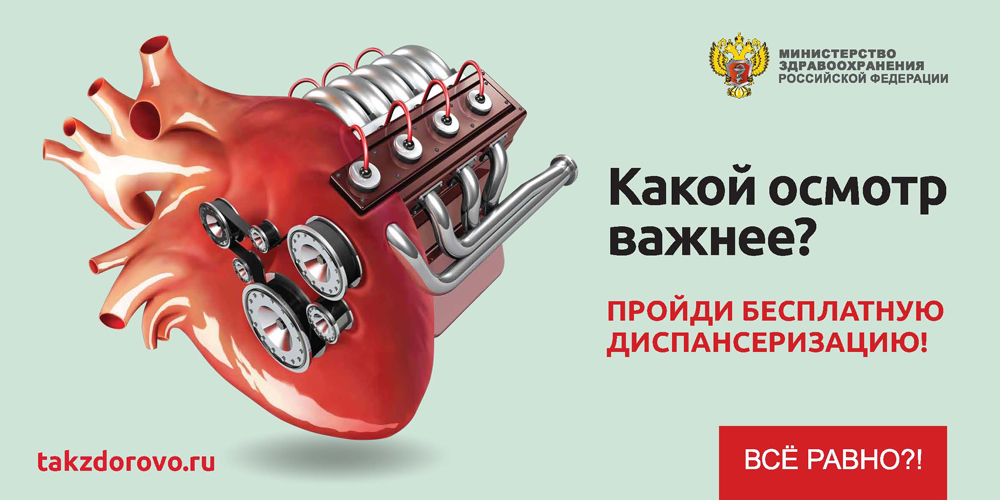 МИНИСТЕРСТВО
ЗДРАВООХРАНЕНИЯ
РОССИЙСКОЙ ФЕДЕРАЦИИ
Какой осмотр
важнее?
ПРОЙДИ БЕСПЛАТНУЮ
ДИСПАНСЕРИЗАЦИЮ!
takzdorovo.ru
ВСЁ РАВНО?!